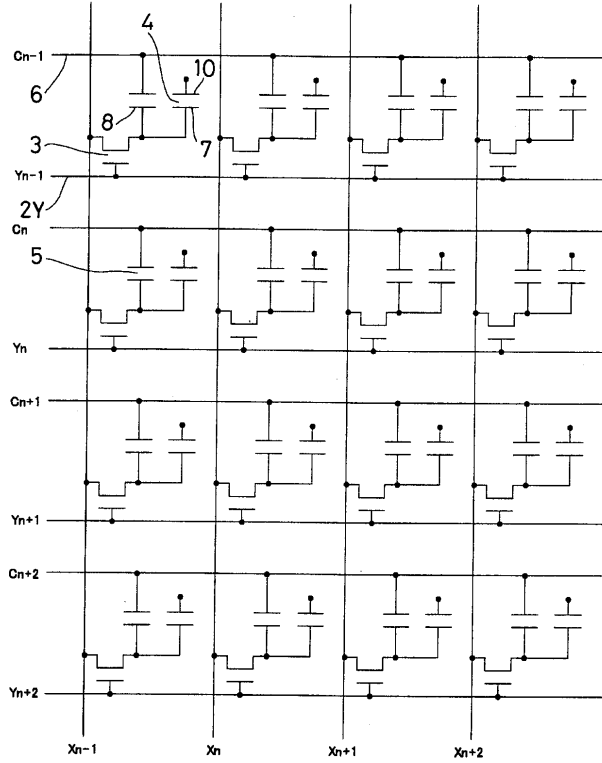 Cn-1
4
10
6
8
7
3
Yn-1
2Y
Cn
5
Yn
Cn+1
Yn+1
Cn+2
Yn+2
Xn-1 Xn Xn+1 Xn+2